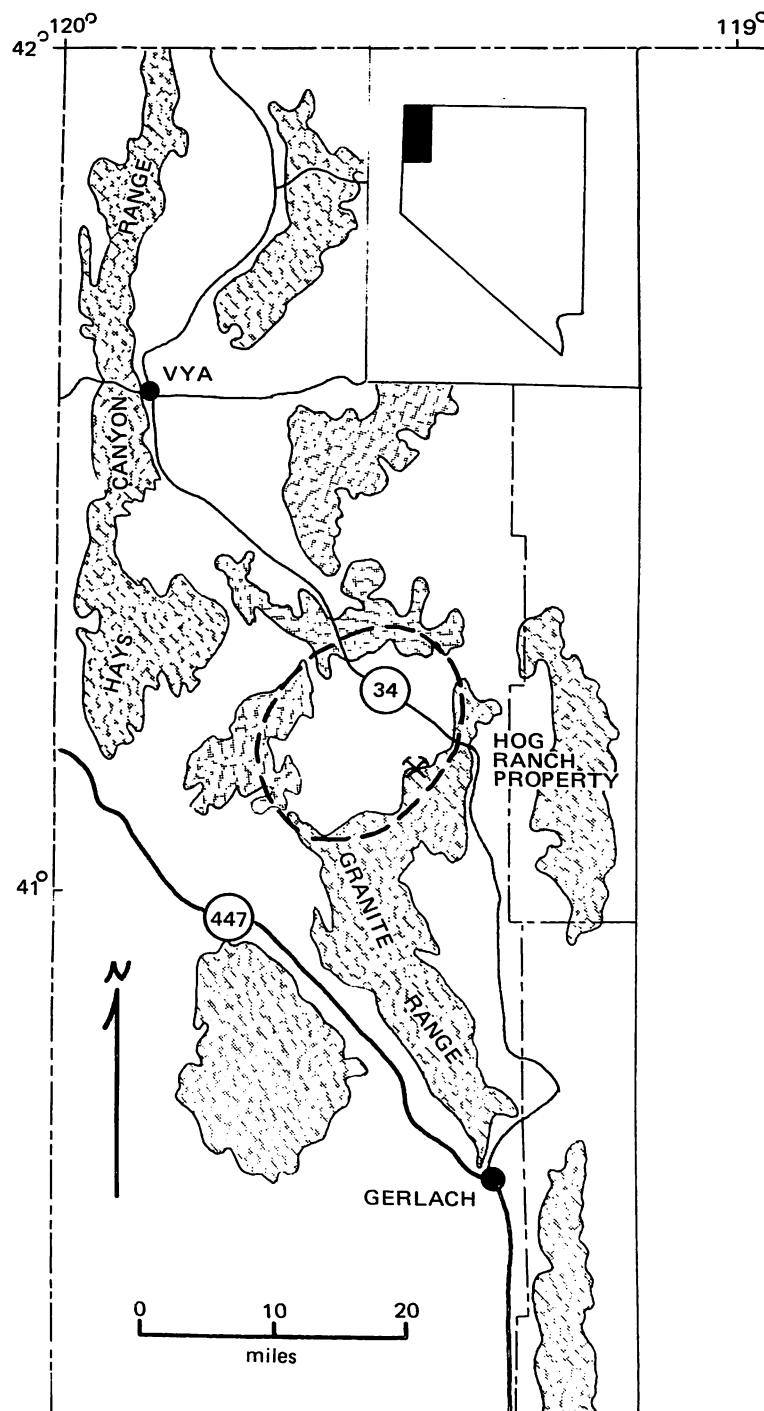 120°
119°
42°
RANGE
VYA
CANYON
HAYS
34
HOG
RANCH
PROPERTY
41°
GRANITE
447
N
RANGE
GERLACH
0 10 20
miles